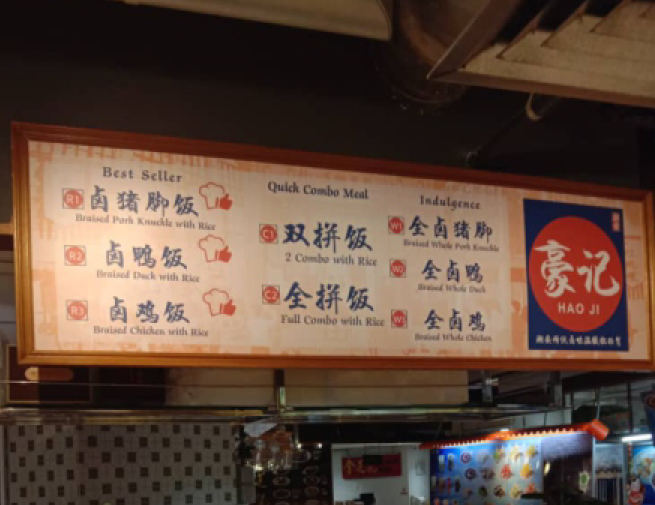 Best Seller
R1 卤猪脚饭
Braised Pork Knuckle with Rice
R2 卤鸭饭
Braised Duck with Rice
R3 卤鸡饭
Braised Chicken with Rice
Quick Combo Meal
C1 双拼饭
2 Combo with Rice
C2 全拼饭
Full Combo with Rice
Indulgence
W1 全卤猪脚
Braised Whole Pork Knuckle
W2 全卤鸭
Braised Whole Duck
全卤鸡
Braised Whole Chicken
豪记
HAO JI